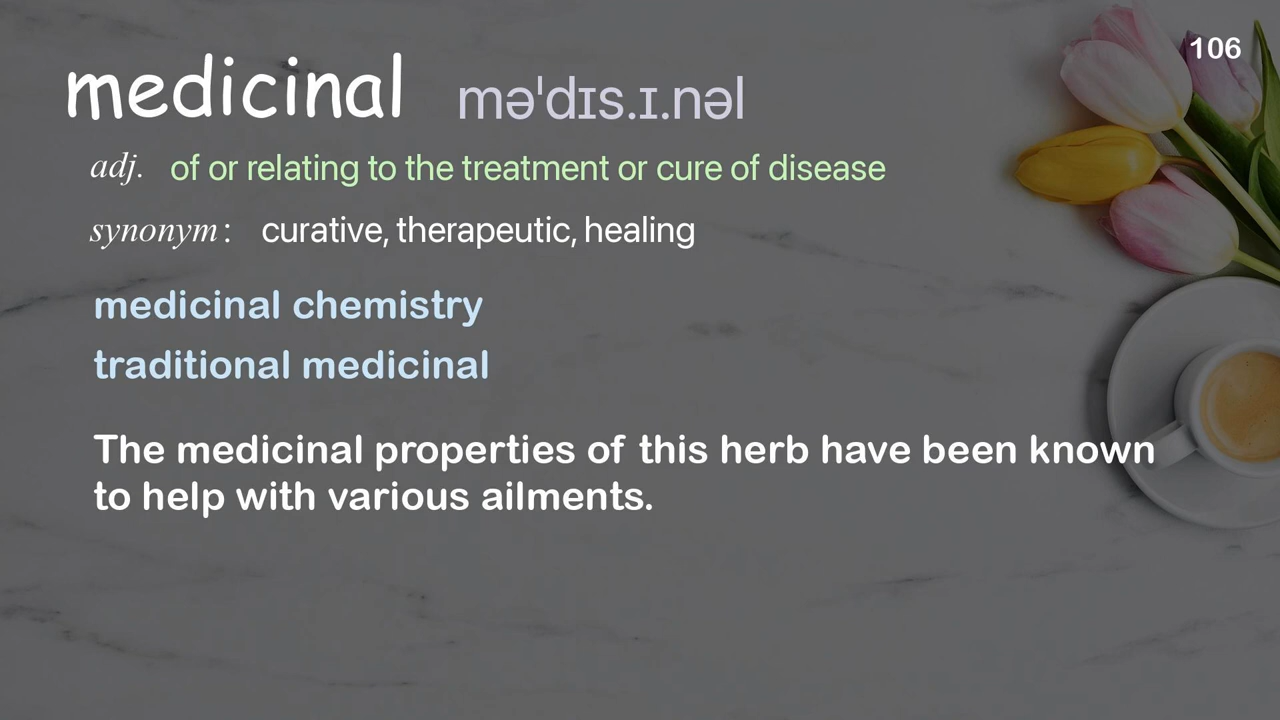 106
medicinal məˈdɪs.ɪ.nəl
adj. of or relating to the treatment or cure of disease
synonym: curative, therapeutic, healing
medicinal chemistry
traditional medicinal
The medicinal properties of this herb have been known
to help with various ailments.